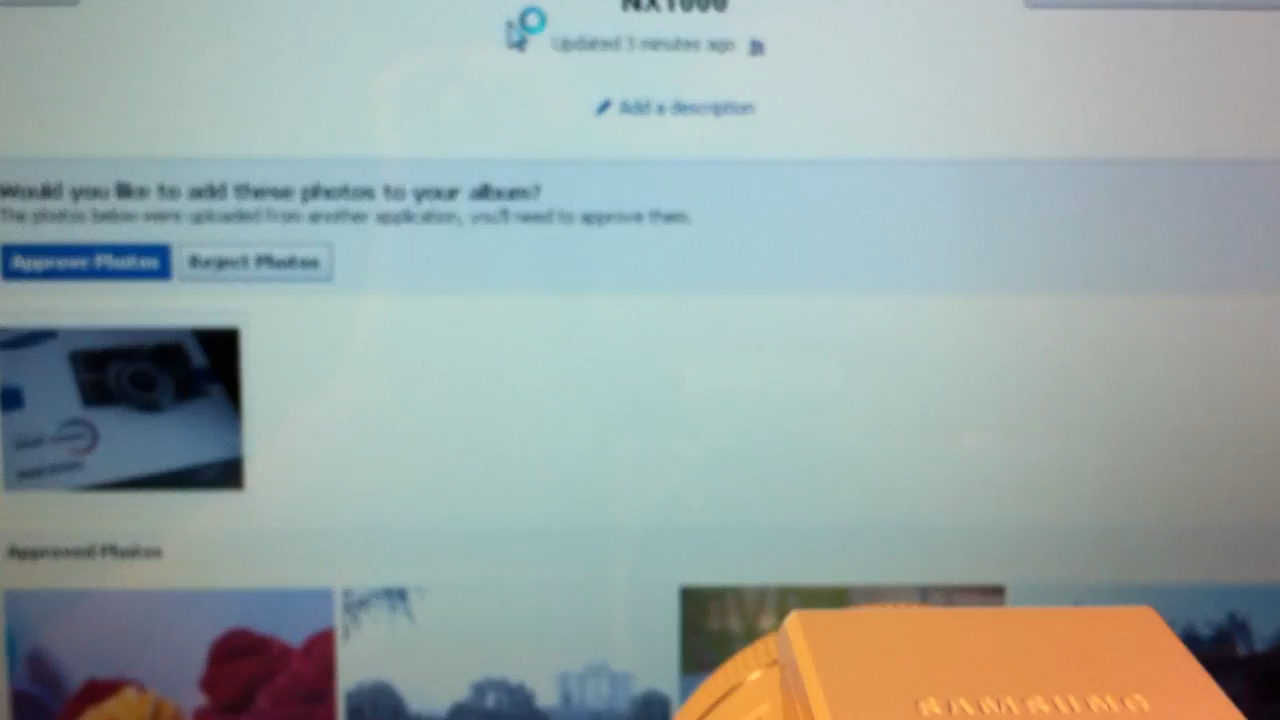 NX1000
Updated 3 minutes ago
Add a description
Would you like to add these photos to your album?
The photos below were uploaded from another application, you'll need to approve them.
Approve Photos
Reject Photos
Approved Photos
SAMSUNG